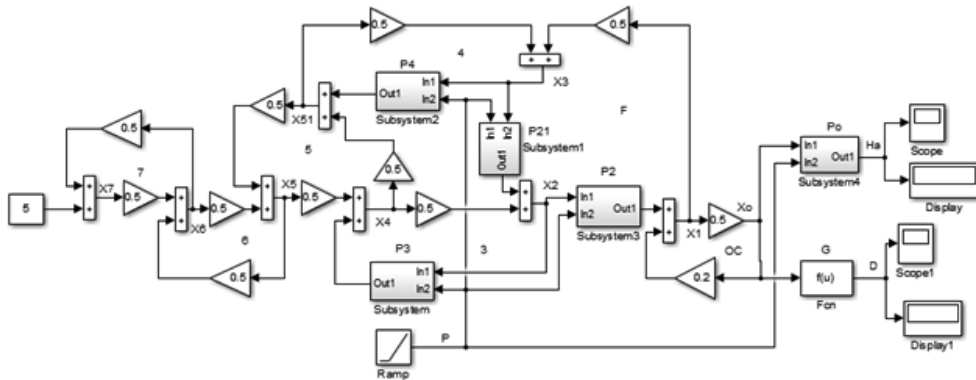 0.5
0.5
4
P4
X3
In1
In2
Out1
Subsystem2
F
0.5
X51
0.5
7
X7
0.5
5
X6
0.5
6
0.5
5
X5
0.5
0.5
X4
0.5
In1
In2
Out1
P21
Subsystem1
X2
P2
In1
In2
Out1
Subsystem3
3
P3
Out1
In1
In2
Subsystem
P
Ramp
X1
0.5
Xo
OC
0.2
Po
In1
In2
Out1
Subsystem4
Ha
Scope
Display
G
f(u)
Fcn
D
Scope1
Display1